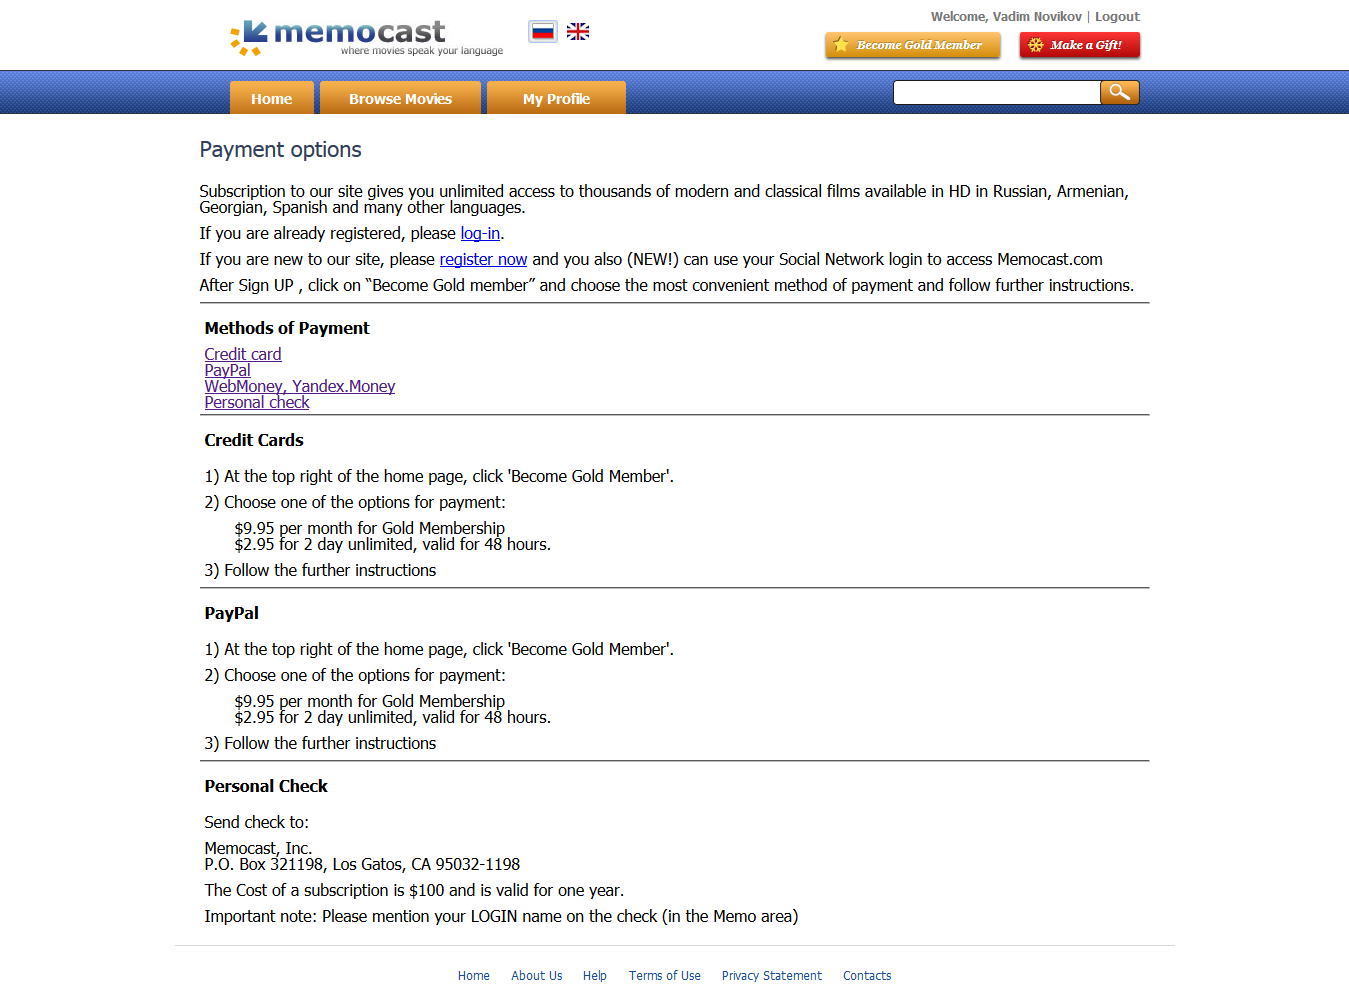 memocast
where movies speak your language
Welcome, Vadim Novikov | Logout
Become Gold Member
Make a Gift!
Home
Browse Movies
My Profile
Payment options
Subscription to our site gives you unlimited access to thousands of modern and classical films available in HD in Russian, Armenian,
Georgian, Spanish and many other languages.
If you are already registered, please log-in.
If you are new to our site, please register now and you also (NEW!) can use your Social Network login to access Memocast.com
After Sign UP , click on “Become Gold member” and choose the most convenient method of payment and follow further instructions.
Methods of Payment
Credit card
PayPal
WebMoney, Yandex.Money
Personal check
Credit Cards
1) At the top right of the home page, click 'Become Gold Member'.
2) Choose one of the options for payment:
$9.95 per month for Gold Membership
$2.95 for 2 day unlimited, valid for 48 hours.
3) Follow the further instructions
PayPal
1) At the top right of the home page, click 'Become Gold Member'.
2) Choose one of the options for payment:
$9.95 per month for Gold Membership
$2.95 for 2 day unlimited, valid for 48 hours.
3) Follow the further instructions
Personal Check
Send check to:
Memocast, Inc.
P.O. Box 321198, Los Gatos, CA 95032-1198
The Cost of a subscription is $100 and is valid for one year.
Important note: Please mention your LOGIN name on the check (in the Memo area)
Home About Us Help Terms of Use Privacy Statement Contacts